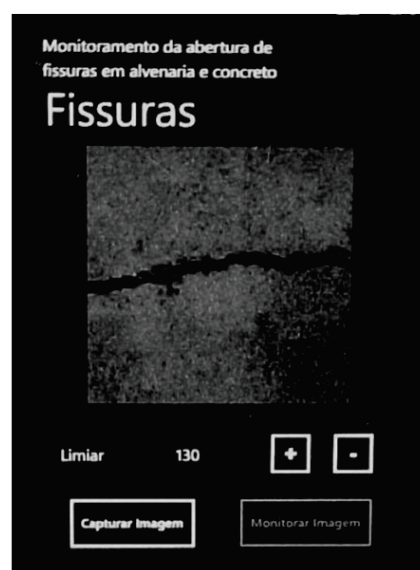 Monitoramento da abertura de
fissuras em alvenaria e concreto
Fissuras
Limiar 130 + -
Capturar Imagem Monitorar Imagem